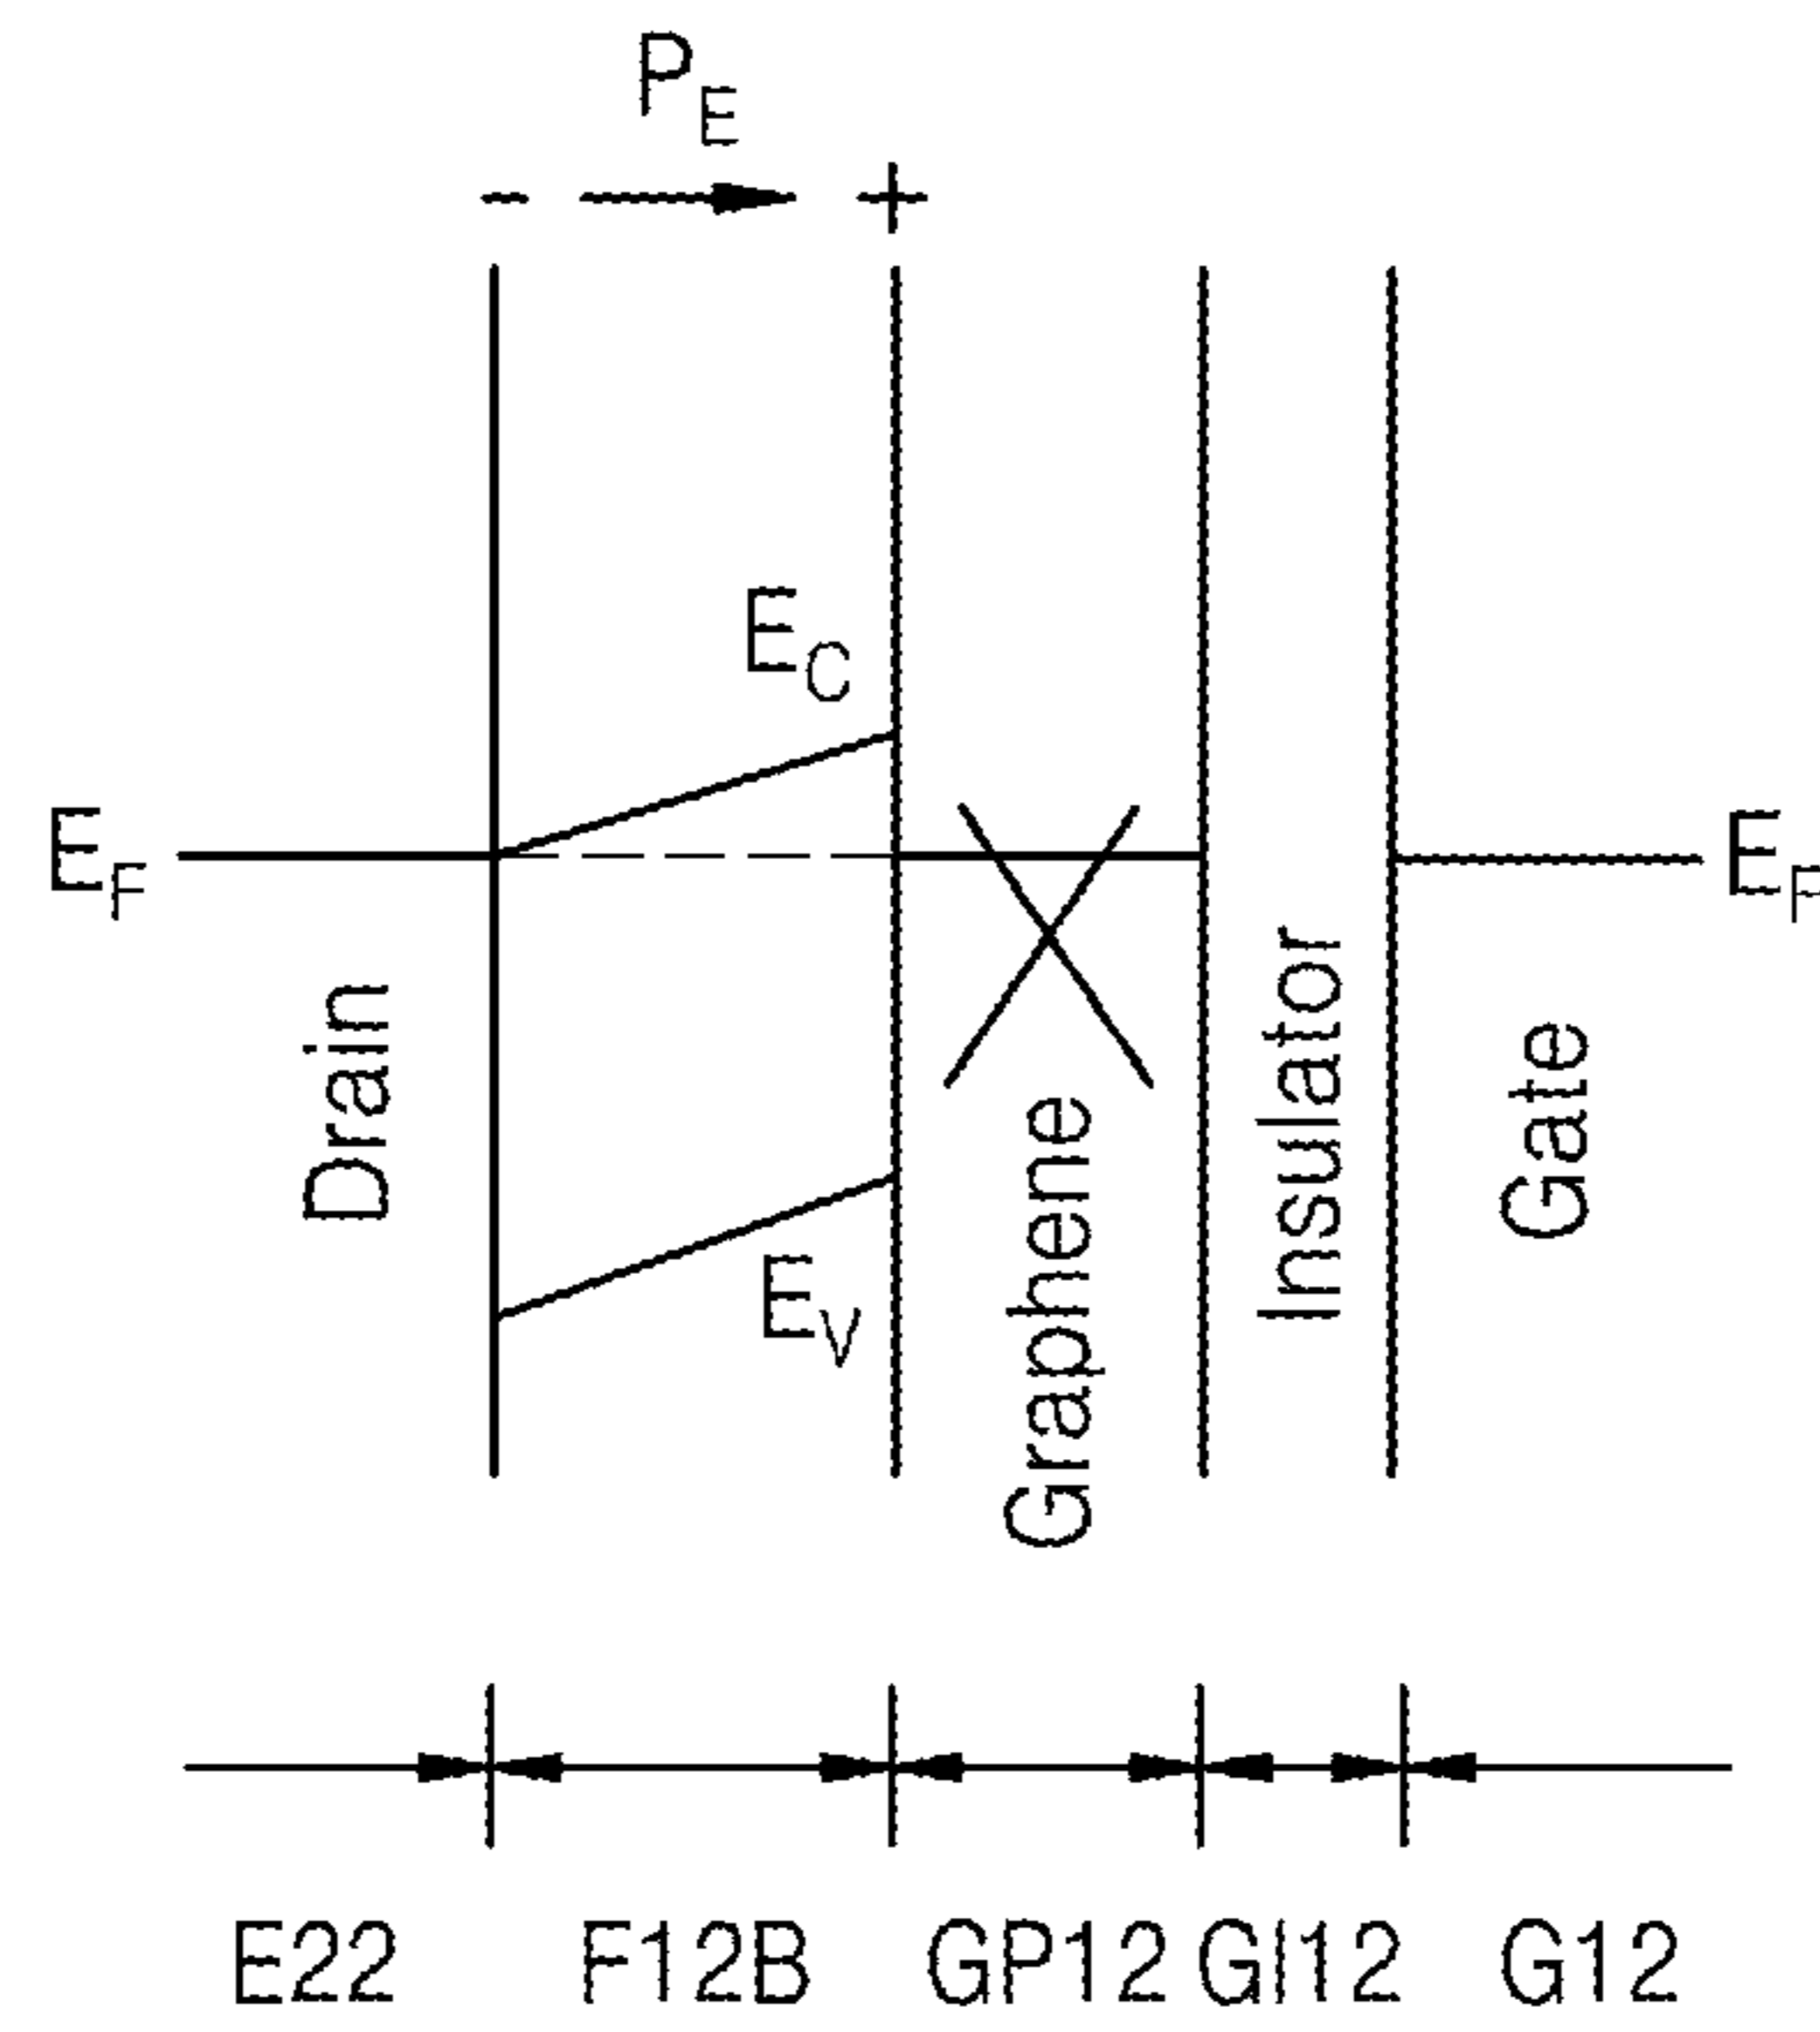 P_E
- +
E_C
E_F E_F
Drain
E_V
Graphene
Insulator
Gate
E22 F12B GP12 GI12 G12